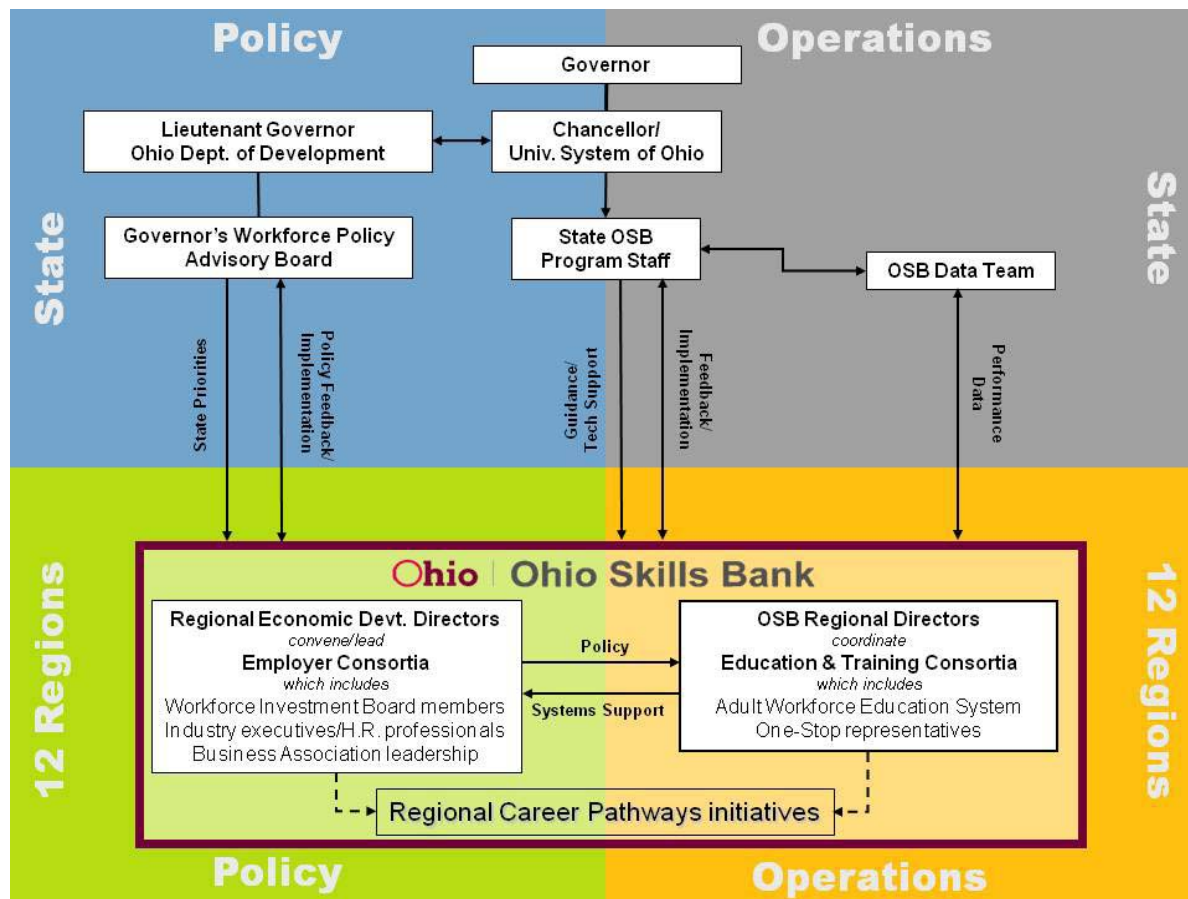 Policy
Operations
Governor
Lieutenant Governor
Ohio Dept. of Development
Chancellor/
Univ. System of Ohio
State
State
Governor's Workforce Policy
Advisory Board
State OSB
Program Staff
OSB Data Team
State Priorities
Policy Feedback/
Implementation
Tech Support
Guidance/
Feedback/
Implementation
Performance
Data
12 Regions
12 Regions
Ohio | Ohio Skills Bank
Regional Economic Devt. Directors
convene/lead
Employer Consortia
which includes
Workforce Investment Board members
Industry executives/H.R. professionals
Business Association leadership
Policy
Systems Support
OSB Regional Directors
coordinate
Education & Training Consortia
which includes
Adult Workforce Education System
One-Stop representatives
Regional Career Pathways initiatives
Policy
Operations